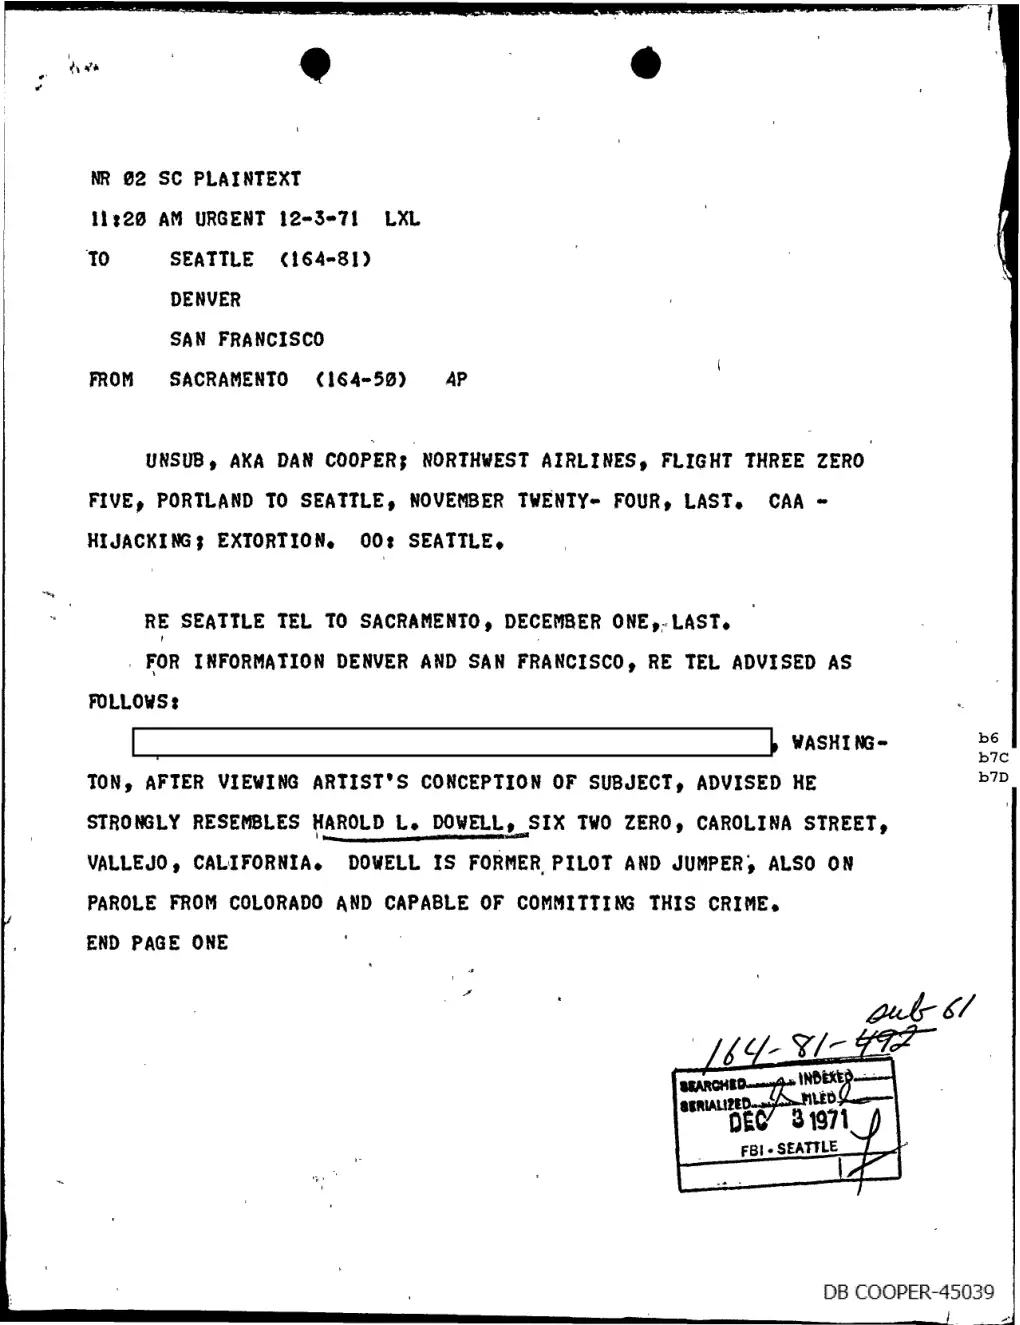 NR 02 SC PLAINTEXT
11:20 AM URGENT 12-3-71 LXL
TO SEATTLE (164-81)
DENVER
SAN FRANCISCO
FROM SACRAMENTO (164-50) 4P
UNSUB, AKA DAN COOPER; NORTHWEST AIRLINES, FLIGHT THREE ZERO
FIVE, PORTLAND TO SEATTLE, NOVEMBER TWENTY- FOUR, LAST. CAA -
HIJACKING; EXTORTION. OO: SEATTLE.
RE SEATTLE TEL TO SACRAMENTO, DECEMBER ONE, LAST.
FOR INFORMATION DENVER AND SAN FRANCISCO, RE TEL ADVISED AS
FOLLOWS:
, WASHING-
b6
b7C
b7D
TON, AFTER VIEWING ARTIST'S CONCEPTION OF SUBJECT, ADVISED HE
STRONGLY RESEMBLES HAROLD L. DOWELL, SIX TWO ZERO, CAROLINA STREET,
VALLEJO, CALIFORNIA. DOWELL IS FORMER PILOT AND JUMPER, ALSO ON
PAROLE FROM COLORADO AND CAPABLE OF COMMITTING THIS CRIME.
END PAGE ONE
sub 61
164-81-492
SEARCHED INDEXED
SERIALIZED FILED
DEC 3 1971
FBI - SEATTLE
DB COOPER-45039